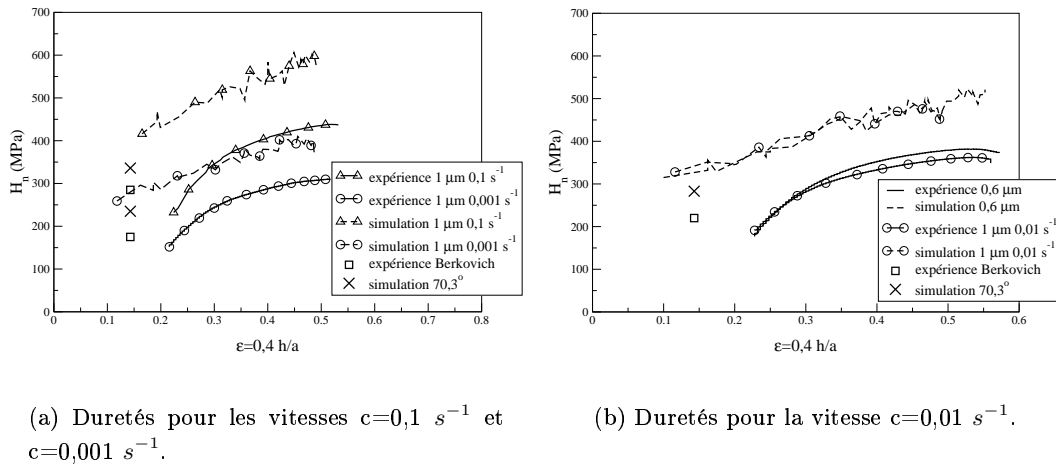 700
600
500
400
300
200
100
0
H_n (MPa)
0 0.1 0.2 0.3 0.4 0.5 0.6 0.7 0.8
ε=0,4 h/a
expérience 1 μm 0,1 s⁻¹
expérience 1 μm 0,001 s⁻¹
simulation 1 μm 0,1 s⁻¹
simulation 1 μm 0,001 s⁻¹
expérience Berkovich
simulation 70,3°
(a) Duretés pour les vitesses c=0,1 s⁻¹ et
c=0,001 s⁻¹.
700
600
500
400
300
200
100
0
H_n (MPa)
0 0.1 0.2 0.3 0.4 0.5 0.6
ε=0,4 h/a
expérience 0,6 μm
simulation 0,6 μm
expérience 1 μm 0,01 s⁻¹
simulation 1 μm 0,01 s⁻¹
expérience Berkovich
simulation 70,3°
(b) Duretés pour la vitesse c=0,01 s⁻¹.